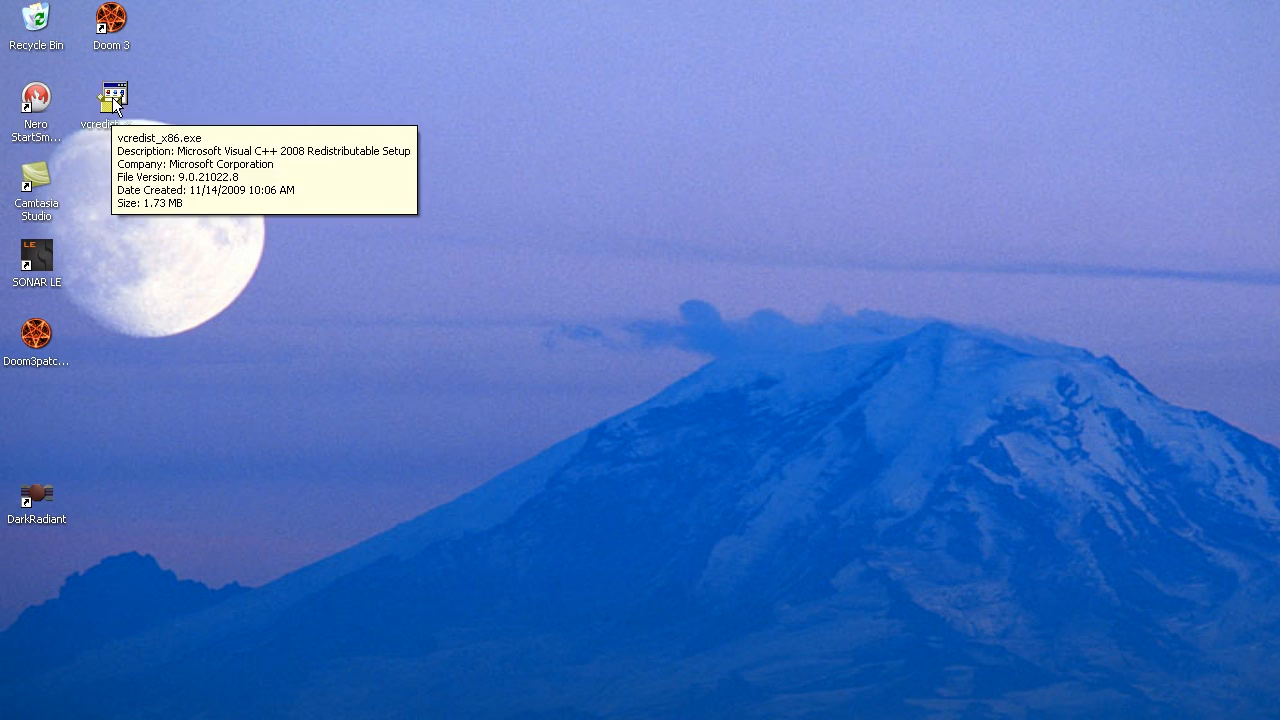 Recycle Bin
Doom 3
Nero
StartSm...
vcredist_x86.exe
Description: Microsoft Visual C++ 2008 Redistributable Setup
Company: Microsoft Corporation
File Version: 9.0.21022.8
Date Created: 11/14/2009 10:06 AM
Size: 1.73 MB
Camtasia
Studio
LE
SONAR LE
Doom3patc...
DarkRadiant